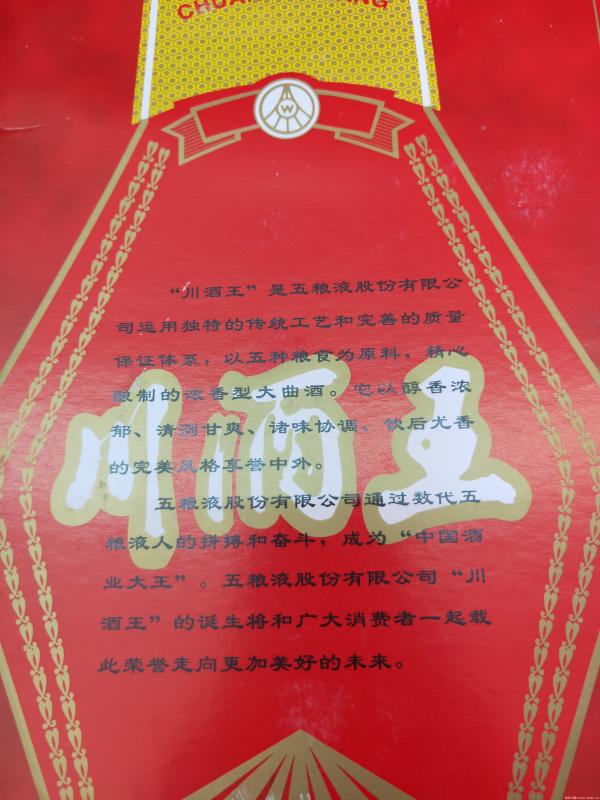 “川酒王”是五粮液股份有限公
司运用独特的传统工艺和完善的质量
保证体系，以五种粮食为原料，精心
酿制的浓香型大曲酒。它以醇香浓
郁、清冽甘爽、诸味协调、饮后尤香
的完美风格享誉中外。
川酒王
五粮液股份有限公司通过数代五
粮液人的拼搏和奋斗，成为“中国酒
业大王”。五粮液股份有限公司“川
酒王”的诞生将和广大消费者一起载
此荣誉走向更加美好的未来。